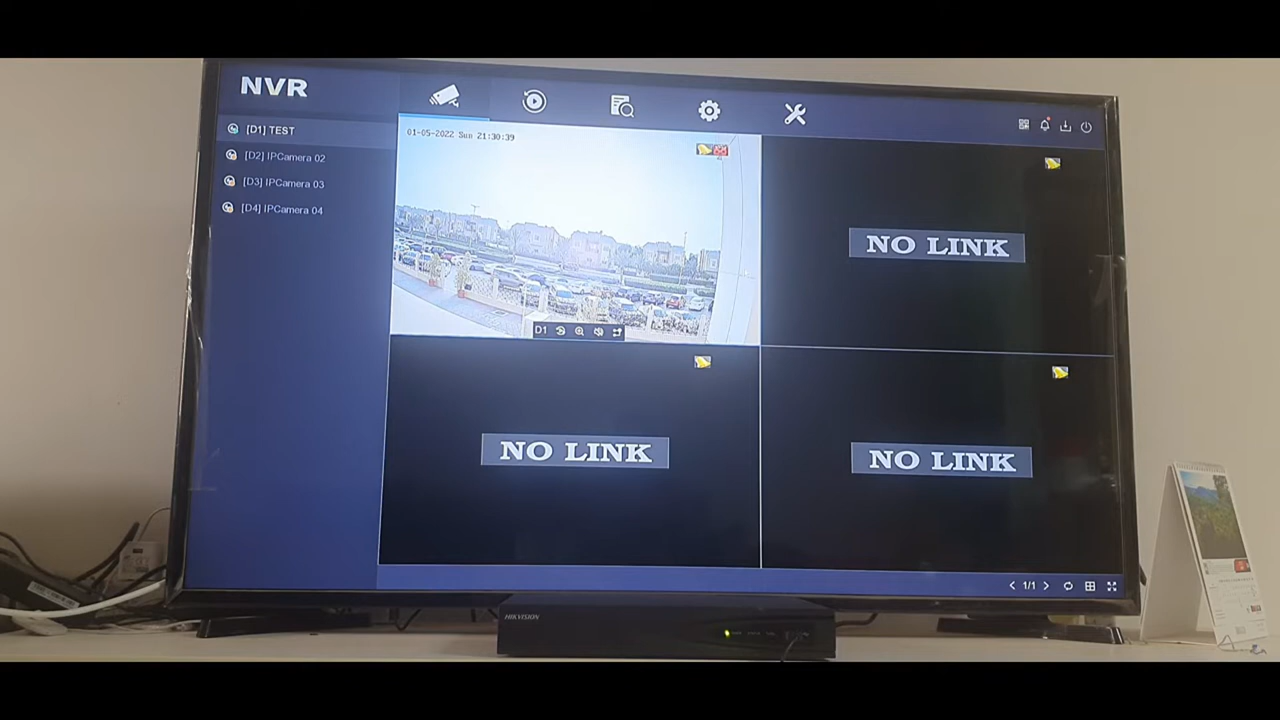 NVR
[D1] TEST
[D2] IPCamera 02
[D3] IPCamera 03
[D4] IPCamera 04
01-05-2022 Sun 21:30:39
NO LINK
D1
NO LINK
NO LINK
1/1
HIKVISION